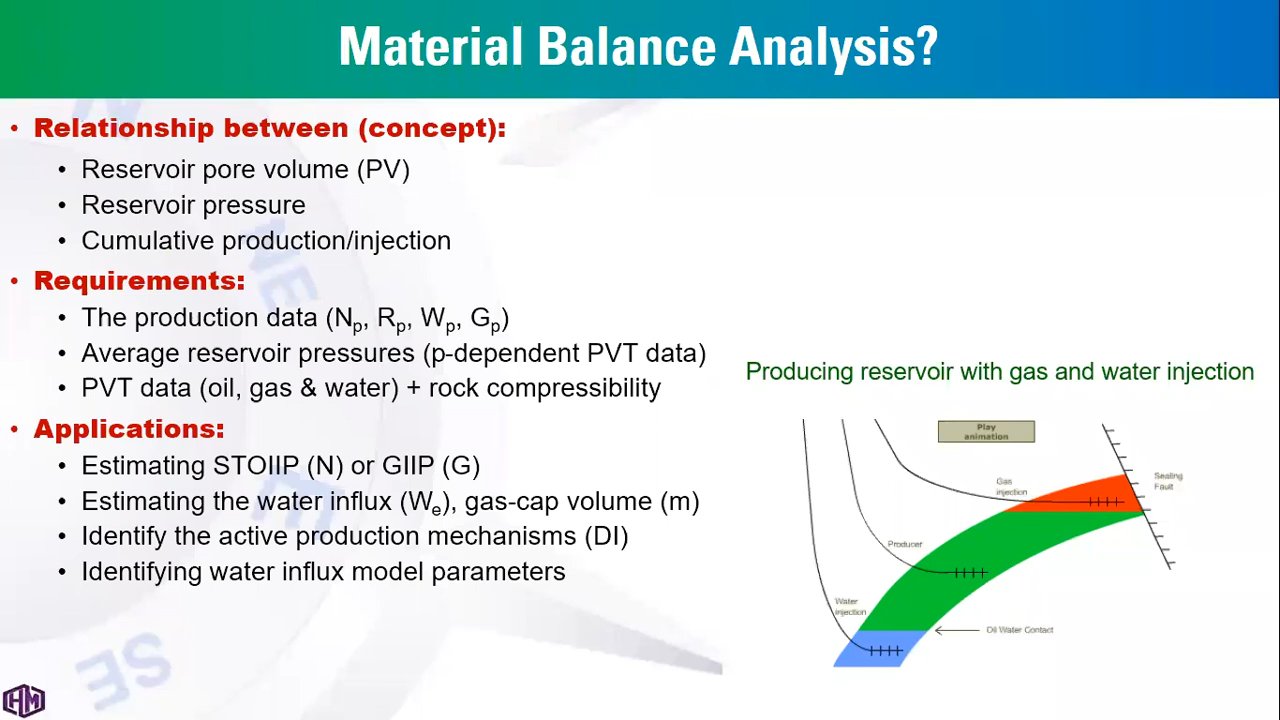 Material Balance Analysis?
• Relationship between (concept):
• Reservoir pore volume (PV)
• Reservoir pressure
• Cumulative production/injection
• Requirements:
• The production data (Np, Rp, Wp, Gp)
• Average reservoir pressures (p-dependent PVT data)
• PVT data (oil, gas & water) + rock compressibility
• Applications:
• Estimating STOIIP (N) or GIIP (G)
• Estimating the water influx (We), gas-cap volume (m)
• Identify the active production mechanisms (DI)
• Identifying water influx model parameters
Producing reservoir with gas and water injection
Play
animation
Gas
injection
Sealing
Fault
Producer
Water
injection
Oil Water Contact
NE
E
SE
HM